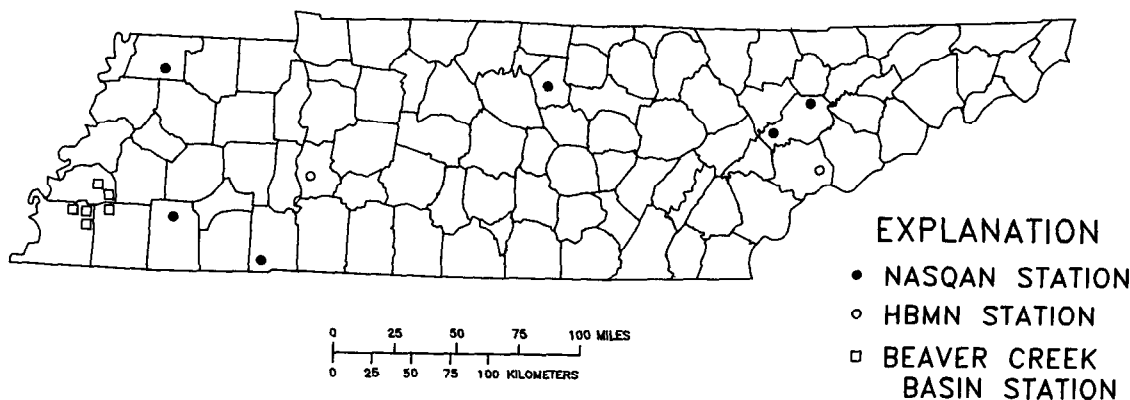 EXPLANATION
● NASQAN STATION
○ HBMN STATION
□ BEAVER CREEK
BASIN STATION
0 25 50 75 100 MILES
0 25 50 75 100 KILOMETERS